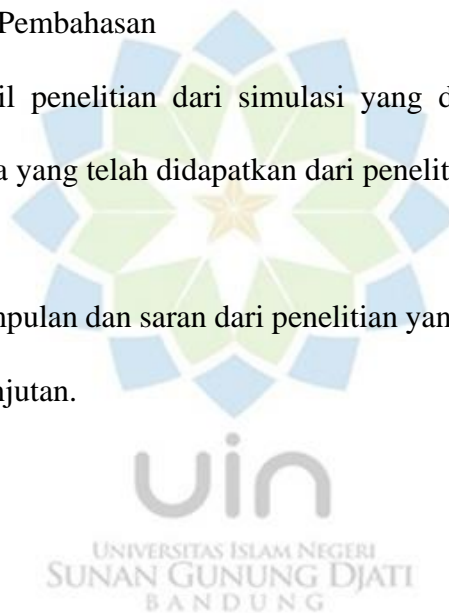 Pembahasan
il penelitian dari simulasi yang d
a yang telah didapatkan dari penelit
npulan dan saran dari penelitian yan
njutan.
uin
UNIVERSITAS ISLAM NEGERI
SUNAN GUNUNG DJATI
BANDUNG